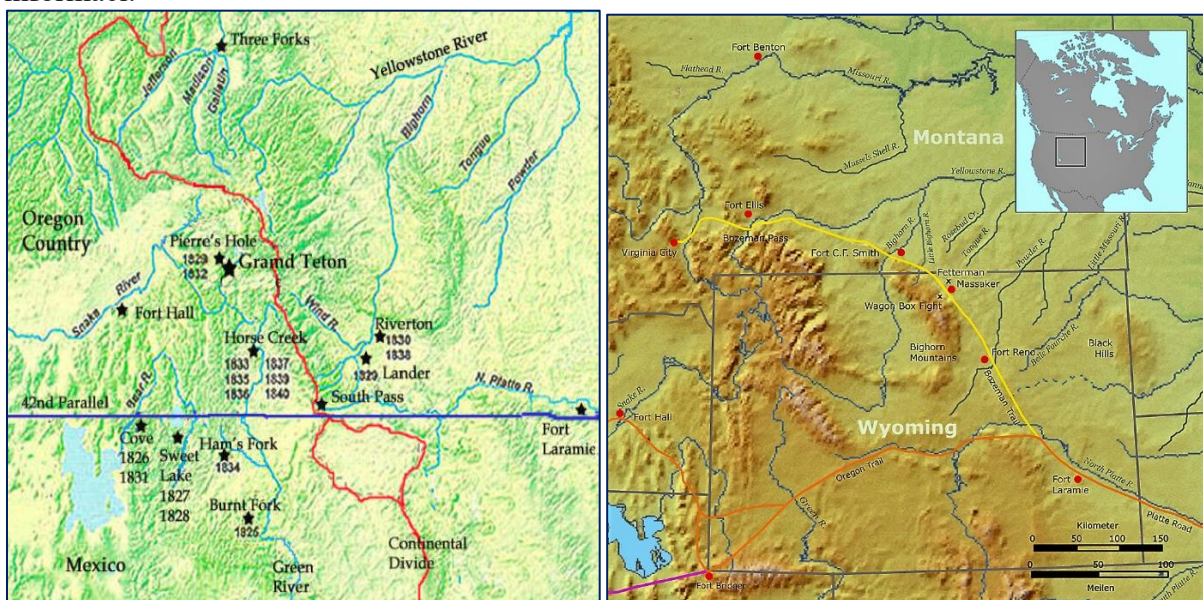 Three Forks
Jefferson
Madison
Gallatin
Yellowstone River
Bighorn
Tongue
Powder
Oregon
Country
Pierre's Hole
1829
1832
Grand Teton
Snake
River
Fort Hall
Wind R.
Riverton
1830
1838
Lander
1829
Horse Creek
1833 1837
1835 1839
1836 1840
South Pass
N. Platte R.
42nd Parallel
Bear R.
Cove
1826
1831
Sweet
Lake
1827
1828
Ham's Fork
1834
Fort
Laramie
Burnt Fork
1825
Mexico
Green
River
Continental
Divide
Fort Benton
Flathead R.
Missouri R.
Montana
Mussels Shell R.
Yellowstone R.
Fort Ellis
Bozeman Pass
Virginia City
Fort C.F. Smith
Bighorn R.
Little Bighorn R.
Rosebud Cr.
Tongue R.
Powder R.
Little Missouri R.
Fetterman
Massaker
Wagon Box Fight
Bighorn
Mountains
Fort Reno
Belle Fourche R.
Black
Hills
Bozeman Trail
Snake R.
Fort Hall
Wyoming
Oregon Trail
Green R.
North Platte R.
Fort
Laramie
Platte Road
Kilometer
0 50 100 150
0 50 100
Meilen
Fort Bridger
South Platte R.